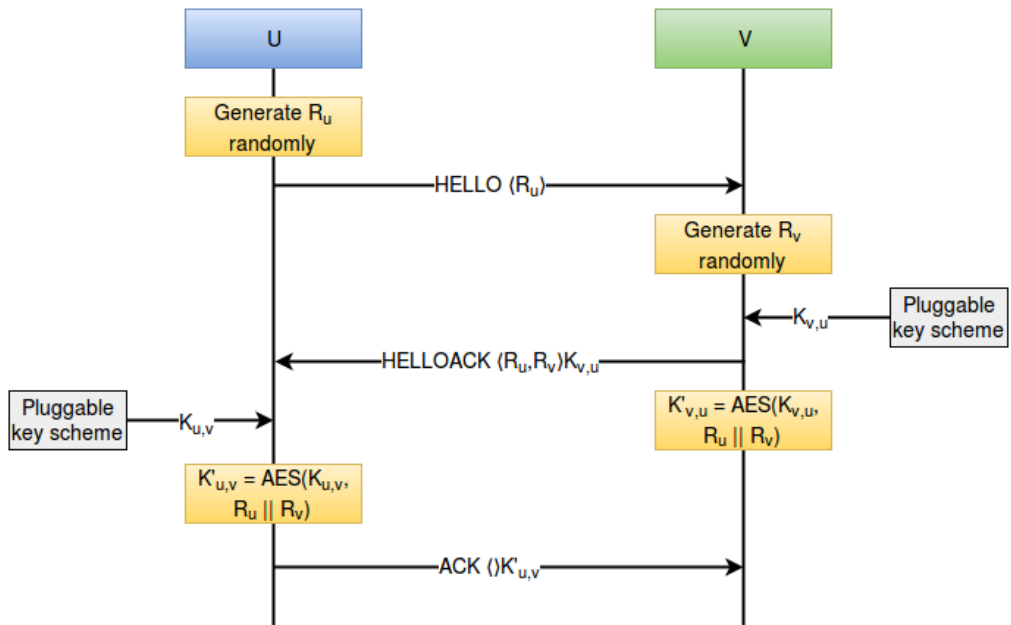 U
V
Generate Rᵤ
randomly
HELLO ⟨Rᵤ⟩
Generate Rᵥ
randomly
Kᵥ,ᵤ
Pluggable
key scheme
HELLOACK ⟨Rᵤ,Rᵥ⟩Kᵥ,ᵤ
Pluggable
key scheme
Kᵤ,ᵥ
K'ᵥ,ᵤ = AES(Kᵥ,ᵤ,
Rᵤ || Rᵥ)
K'ᵤ,ᵥ = AES(Kᵤ,ᵥ,
Rᵤ || Rᵥ)
ACK ⟨⟩K'ᵤ,ᵥ